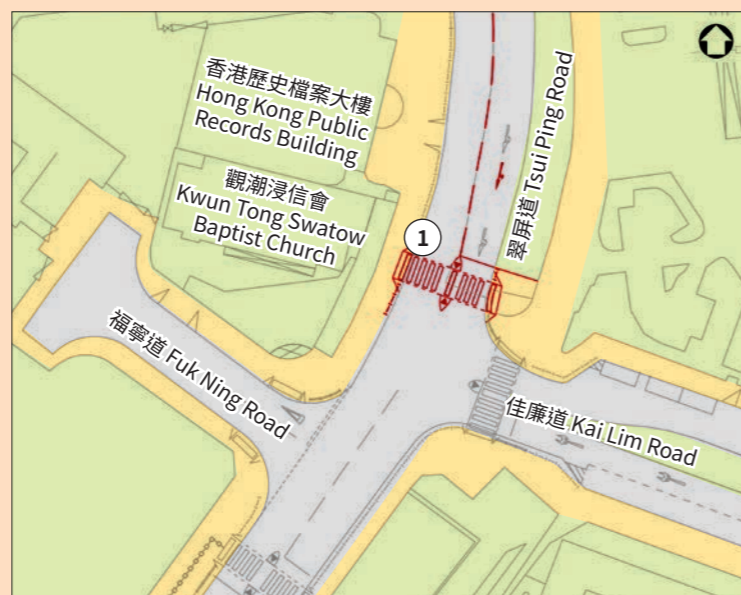 香港歷史檔案大樓
Hong Kong Public
Records Building
觀潮浸信會
Kwun Tong Swatow
Baptist Church
1
翠屏道 Tsui Ping Road
福寧道 Fuk Ning Road
佳廉道 Kai Lim Road